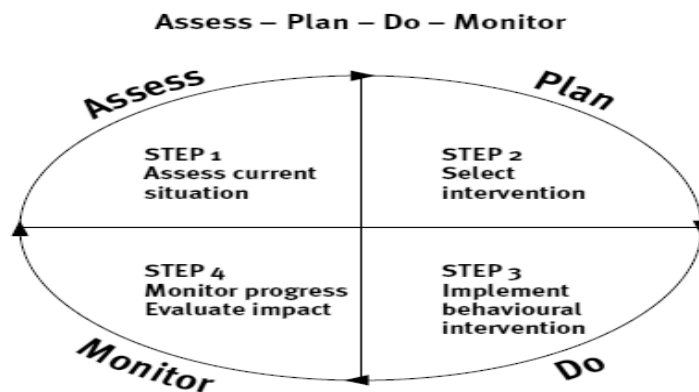 Assess – Plan – Do – Monitor
Assess
Plan
STEP 1
Assess current
situation
STEP 2
Select
intervention
STEP 4
Monitor progress
Evaluate impact
STEP 3
Implement
behavioural
intervention
Monitor
Do